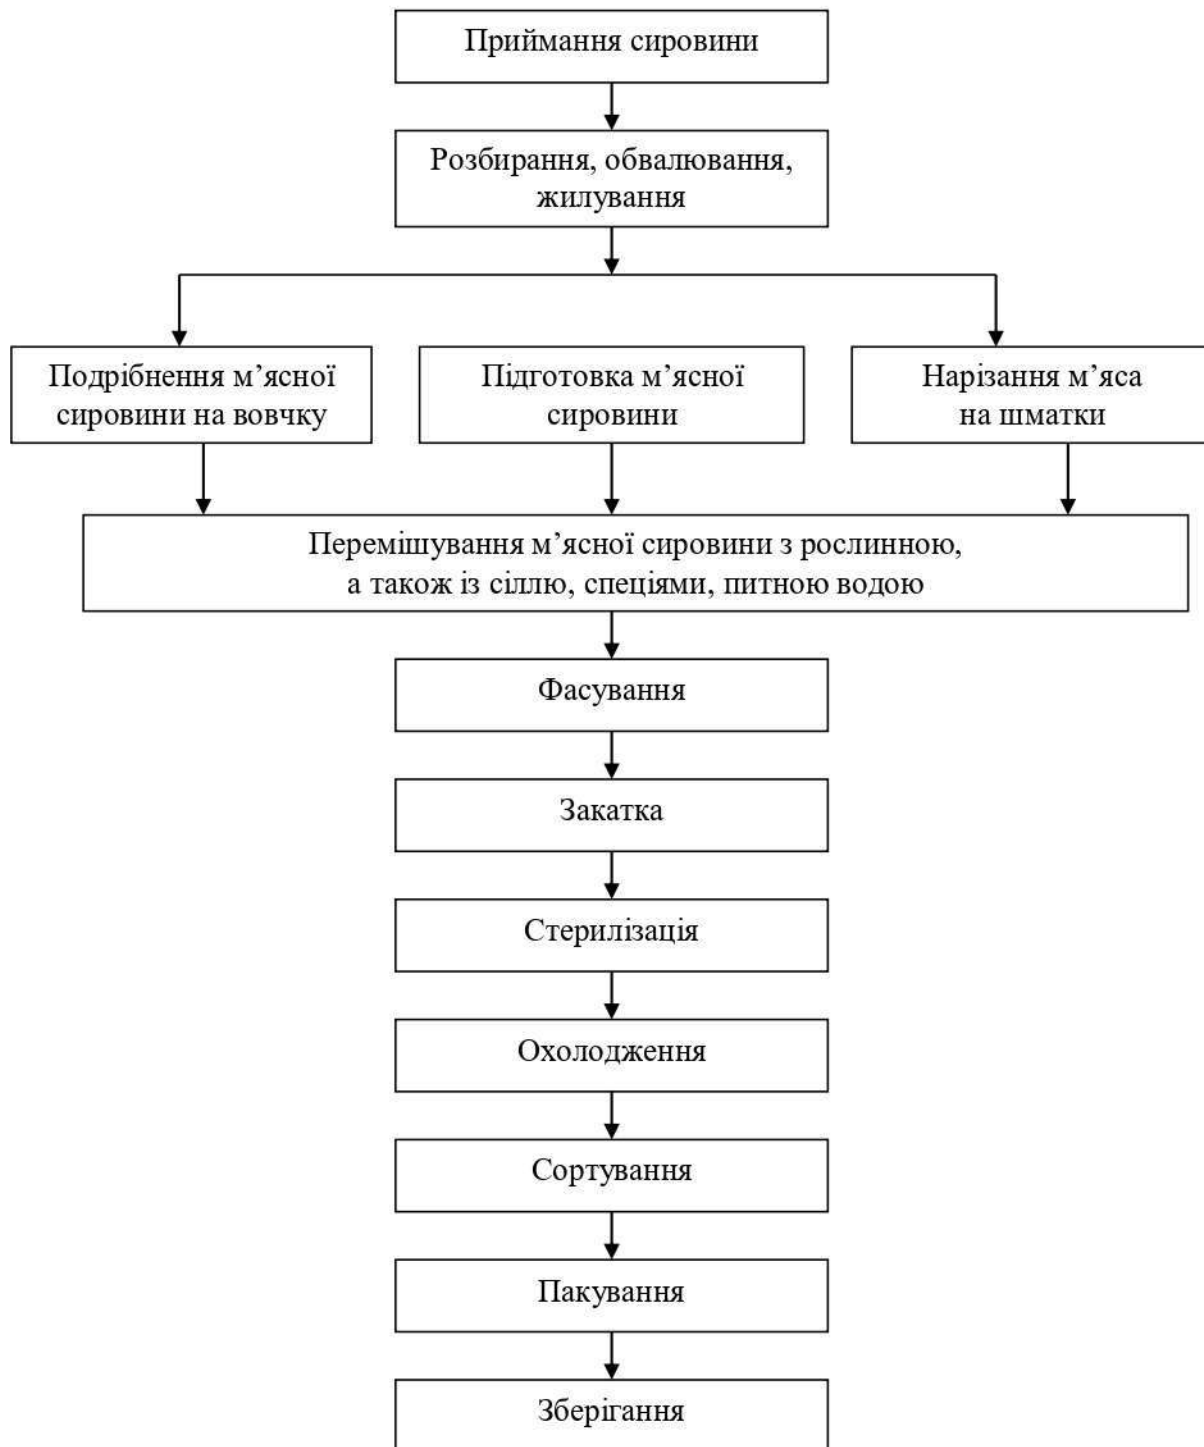 Приймання сировини
Розбирання, обвалювання,
жилування
Подрібнення м’ясної
сировини на вовчку
Підготовка м’ясної
сировини
Нарізання м’яса
на шматки
Перемішування м’ясної сировини з рослинною,
а також із сіллю, спеціями, питною водою
Фасування
Закатка
Стерилізація
Охолодження
Сортування
Пакування
Зберігання